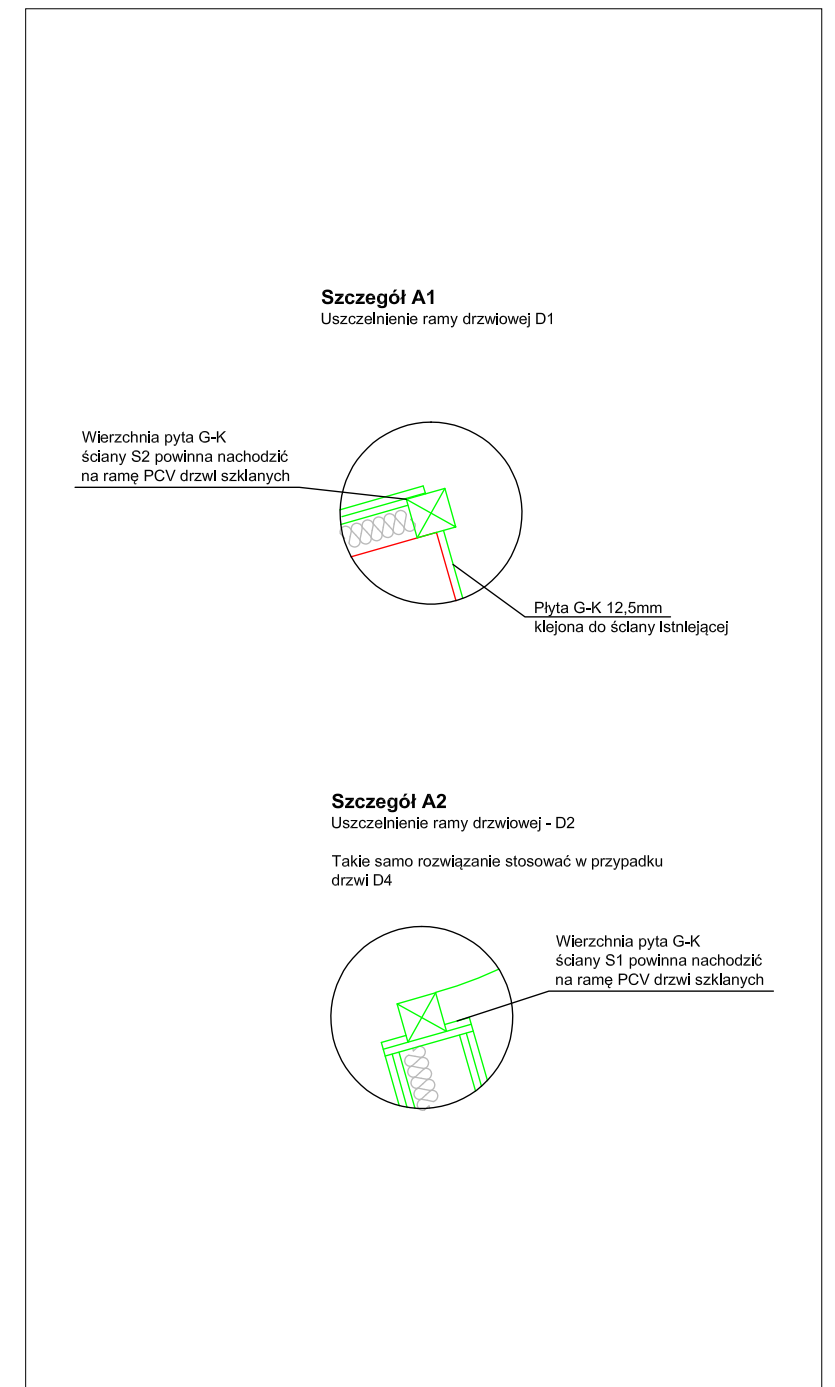 Szczegół A1
Uszczelnienie ramy drzwiowej D1
Wierzchnia pyta G-K
ściany S2 powinna nachodzić
na ramę PCV drzwi szklanych
Płyta G-K 12,5mm
klejona do ściany Istniejącej
Szczegół A2
Uszczelnienie ramy drzwiowej - D2
Takie samo rozwiązanie stosować w przypadku
drzwi D4
Wierzchnia pyta G-K
ściany S1 powinna nachodzić
na ramę PCV drzwi szklanych